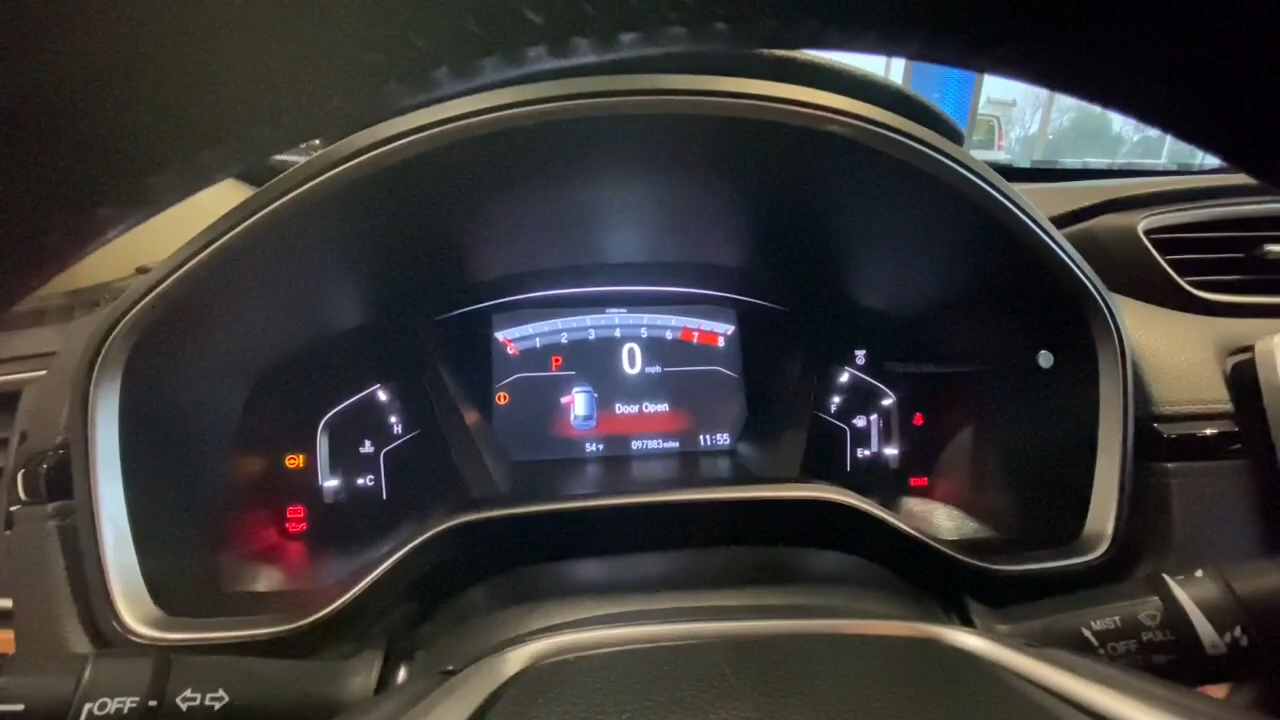 0 1 2 3 4 5 6 7 8
P
0 mph
Door Open
54°F 097883 miles 11:55
H
C
F
E
MIST
OFF PULL
OFF